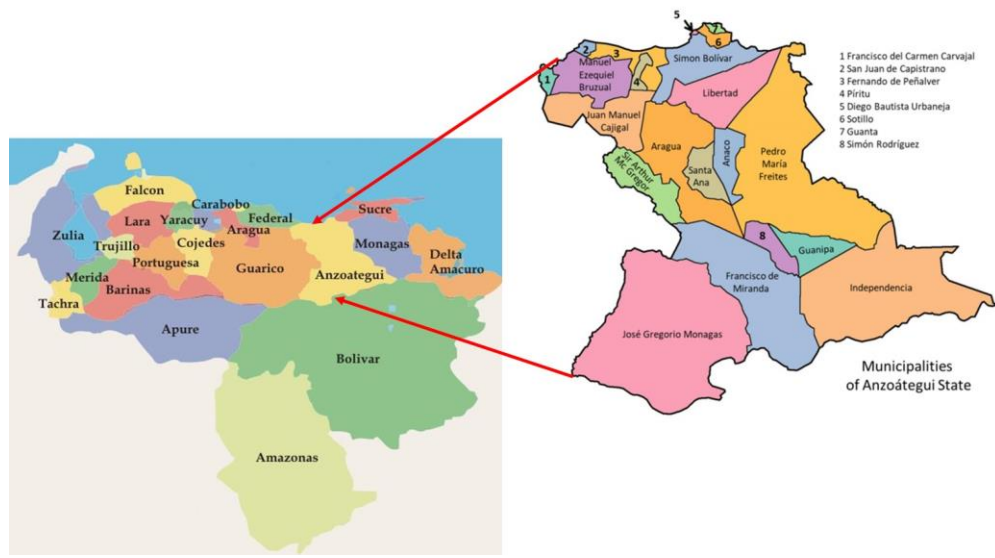 Falcon
Carabobo
Federal
Sucre
Lara
Yaracuy
Aragua
Zulia
Trujillo
Cojedes
Monagas
Portuguesa
Guarico
Anzoategui
Delta
Amacuro
Merida
Barinas
Tachra
Apure
Bolivar
Amazonas
5
7
6
2
3
Simon Bolívar
1
Manuel
Ezequiel
Bruzual
4
Libertad
Juan Manuel
Cajigal
Aragua
Anaco
Pedro
María
Freites
Sir Arthur
Mc Gregor
Santa
Ana
8
Guanipa
Francisco de
Miranda
Independencia
José Gregorio Monagas
1 Francisco del Carmen Carvajal
2 San Juan de Capistrano
3 Fernando de Peñalver
4 Píritu
5 Diego Bautista Urbaneja
6 Sotillo
7 Guanta
8 Simón Rodríguez
Municipalities
of Anzoátegui State